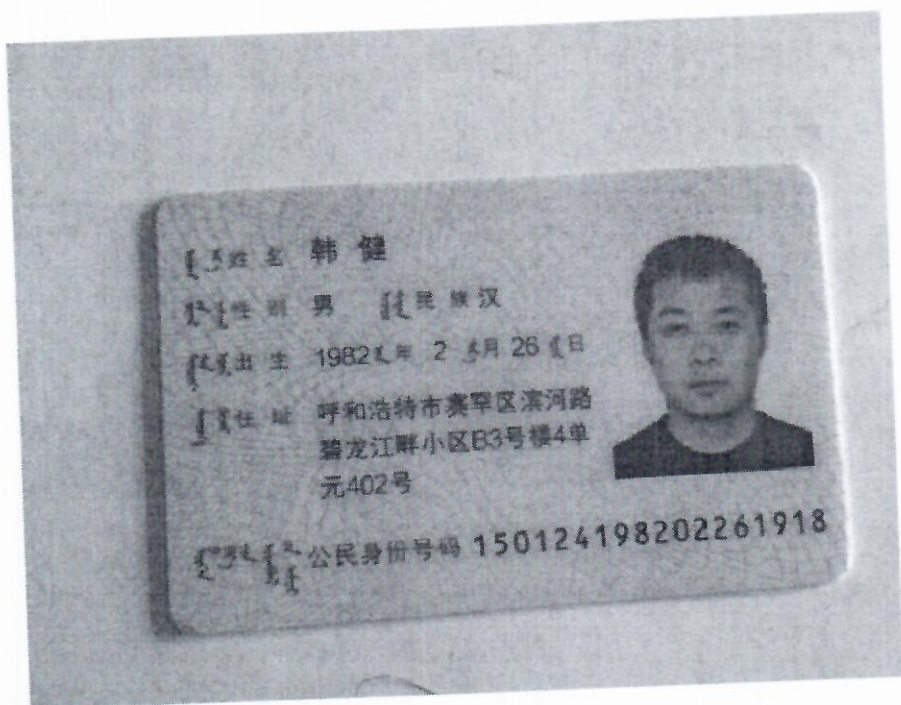 姓名 韩健
性别 男 民族汉
出生 1982年 2 月 26 日
住址 呼和浩特市赛罕区滨河路
碧龙江畔小区B3号楼4单
元402号
公民身份号码 150124198202261918